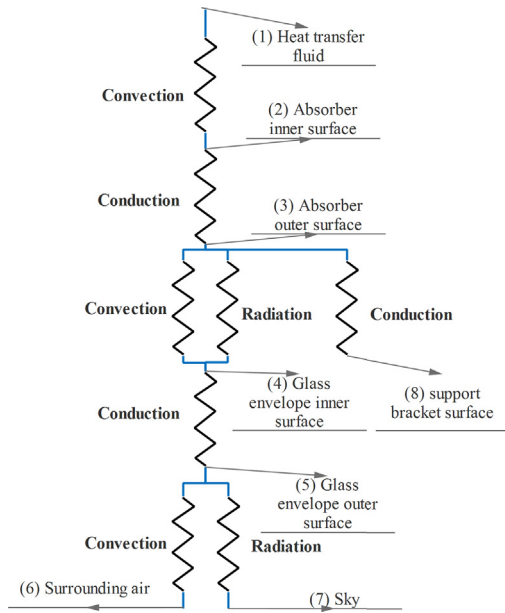 (1) Heat transfer
fluid
Convection
(2) Absorber
inner surface
Conduction
(3) Absorber
outer surface
Convection
Radiation
Conduction
(4) Glass
envelope inner
surface
(8) support
bracket surface
Conduction
(5) Glass
envelope outer
surface
Convection
Radiation
(6) Surrounding air
(7) Sky